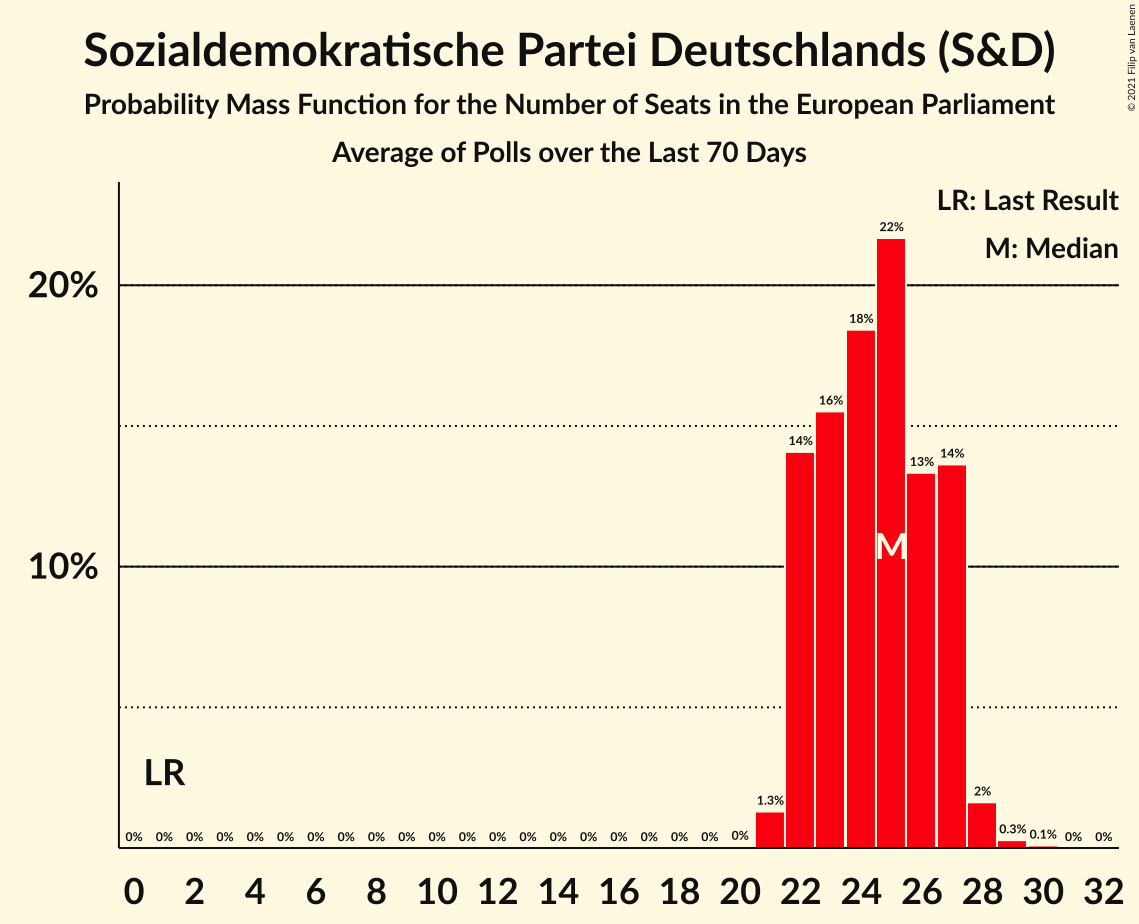 Sozialdemokratische Partei Deutschlands (S&D)
Probability Mass Function for the Number of Seats in the European Parliament
Average of Polls over the Last 70 Days
© 2021 Filip van Laenen
LR: Last Result
M: Median
22%
20%
18%
16%
14%
13%
14%
M
10%
LR
0% 0% 0% 0% 0% 0% 0% 0% 0% 0% 0% 0% 0% 0% 0% 0% 0% 0% 0% 0% 0% 1.3% 2% 0.3% 0.1% 0% 0%
0 2 4 6 8 10 12 14 16 18 20 22 24 26 28 30 32